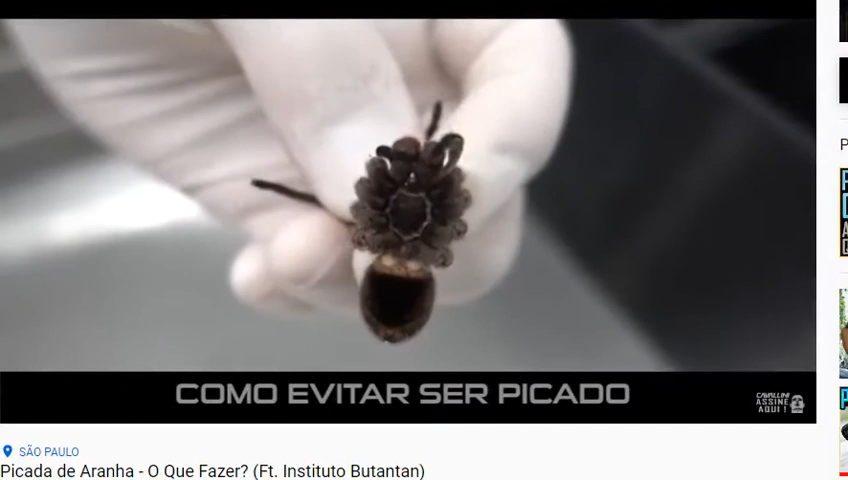 COMO EVITAR SER PICADO
CAVALLINI
ASSINE
AQUI !
P
SÃO PAULO
Picada de Aranha - O Que Fazer? (Ft. Instituto Butantan)